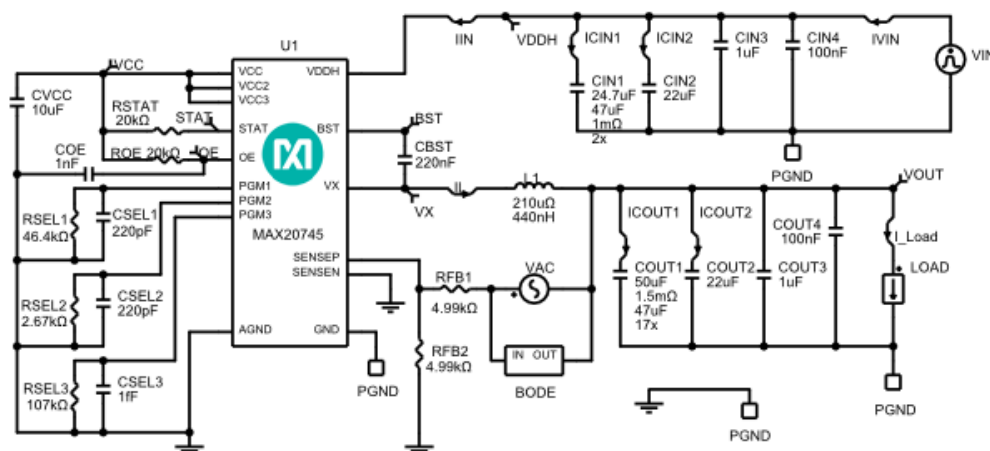 U1
VCC
VCC2
VCC3
STAT
OE
PGM1
PGM2
PGM3
AGND
VDDH
BST
VX
SENSEP
SENSEN
GND
MAX20745
IVCC
CVCC
10uF
RSTAT
20kΩ
STAT
COE
1nF
ROE 20kΩ
OE
RSEL1
46.4kΩ
CSEL1
220pF
RSEL2
2.67kΩ
CSEL2
220pF
RSEL3
107kΩ
CSEL3
1fF
IIN
VDDH
ICIN1
CIN1
24.7uF
47uF
1mΩ
2x
ICIN2
CIN2
22uF
CIN3
1uF
CIN4
100nF
IVIN
VIN
PGND
BST
CBST
220nF
VX
IL
L1
210uΩ
440nH
RFB1
4.99kΩ
VAC
IN OUT
BODE
RFB2
4.99kΩ
PGND
ICOUT1
COUT1
50uF
1.5mΩ
47uF
17x
ICOUT2
COUT2
22uF
COUT3
1uF
COUT4
100nF
VOUT
I_Load
LOAD
PGND
PGND